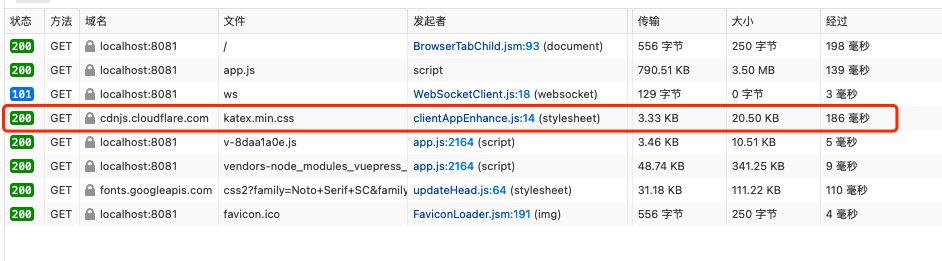 状态 方法 域名 文件 发起者 传输 大小 经过
200 GET localhost:8081 / BrowserTabChild.jsm:93 (document) 556 字节 250 字节 198 毫秒
200 GET localhost:8081 app.js script 790.51 KB 3.50 MB 139 毫秒
101 GET localhost:8081 ws WebSocketClient.js:18 (websocket) 129 字节 0 字节 3 毫秒
200 GET cdnjs.cloudflare.com katex.min.css clientAppEnhance.js:14 (stylesheet) 3.33 KB 20.50 KB 186 毫秒
200 GET localhost:8081 v-8daa1a0e.js app.js:2164 (script) 3.46 KB 10.51 KB 5 毫秒
200 GET localhost:8081 vendors-node_modules_vuepress_ app.js:2164 (script) 48.74 KB 341.25 KB 9 毫秒
200 GET fonts.googleapis.com css2?family=Noto+Serif+SC&family updateHead.js:64 (stylesheet) 31.18 KB 111.22 KB 110 毫秒
200 GET localhost:8081 favicon.ico FaviconLoader.jsm:191 (img) 556 字节 250 字节 4 毫秒